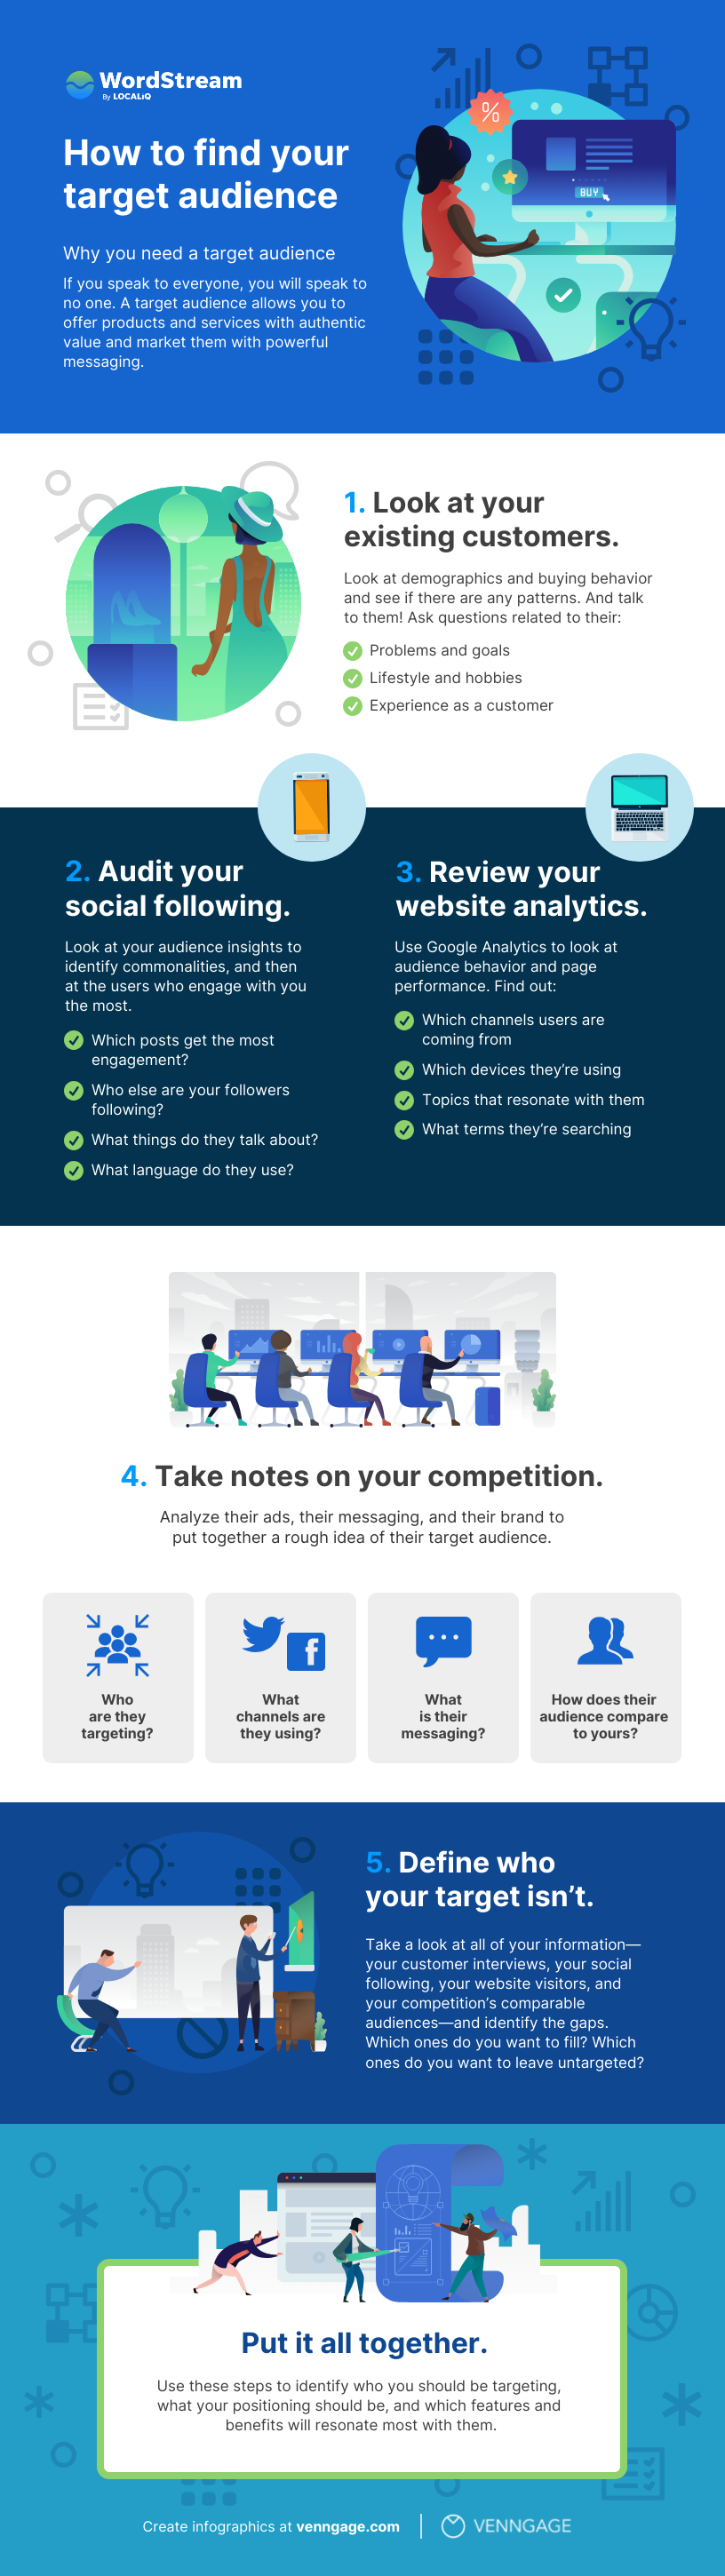 WordStream
By LOCALiQ
How to find your
target audience
Why you need a target audience
If you speak to everyone, you will speak to
no one. A target audience allows you to
offer products and services with authentic
value and market them with powerful
messaging.
%
BUY
1. Look at your
existing customers.
Look at demographics and buying behavior
and see if there are any patterns. And talk
to them! Ask questions related to their:
Problems and goals
Lifestyle and hobbies
Experience as a customer
2. Audit your
social following.
Look at your audience insights to
identify commonalities, and then
at the users who engage with you
the most.
Which posts get the most
engagement?
Who else are your followers
following?
What things do they talk about?
What language do they use?
3. Review your
website analytics.
Use Google Analytics to look at
audience behavior and page
performance. Find out:
Which channels users are
coming from
Which devices they’re using
Topics that resonate with them
What terms they’re searching
4. Take notes on your competition.
Analyze their ads, their messaging, and their brand to
put together a rough idea of their target audience.
Who
are they
targeting?
f
What
channels are
they using?
What
is their
messaging?
How does their
audience compare
to yours?
5. Define who
your target isn’t.
Take a look at all of your information—
your customer interviews, your social
following, your website visitors, and
your competition’s comparable
audiences—and identify the gaps.
Which ones do you want to fill? Which
ones do you want to leave untargeted?
Put it all together.
Use these steps to identify who you should be targeting,
what your positioning should be, and which features and
benefits will resonate most with them.
Create infographics at venngage.com
VENNGAGE